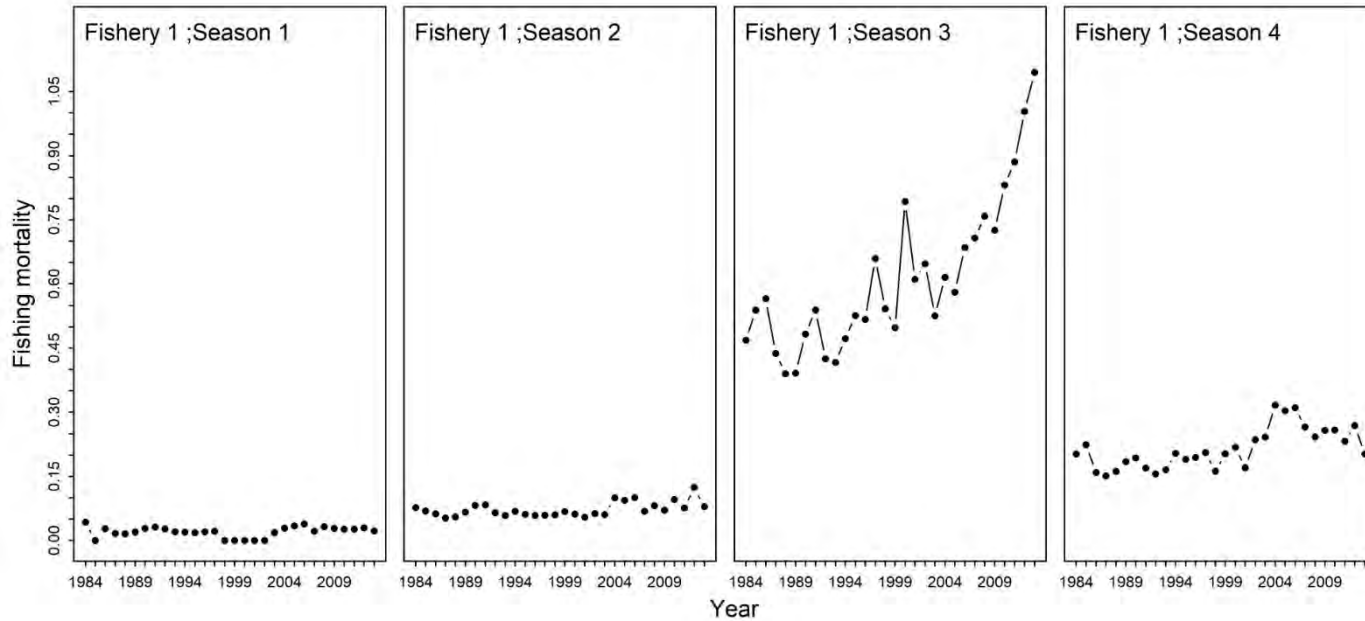 Fishery 1 ;Season 1
Fishery 1 ;Season 2
Fishery 1 ;Season 3
Fishery 1 ;Season 4
Fishing mortality
1.05
0.90
0.75
0.60
0.45
0.30
0.15
0.00
1984 1989 1994 1999 2004 2009
1984 1989 1994 1999 2004 2009
1984 1989 1994 1999 2004 2009
1984 1989 1994 1999 2004 2009
Year